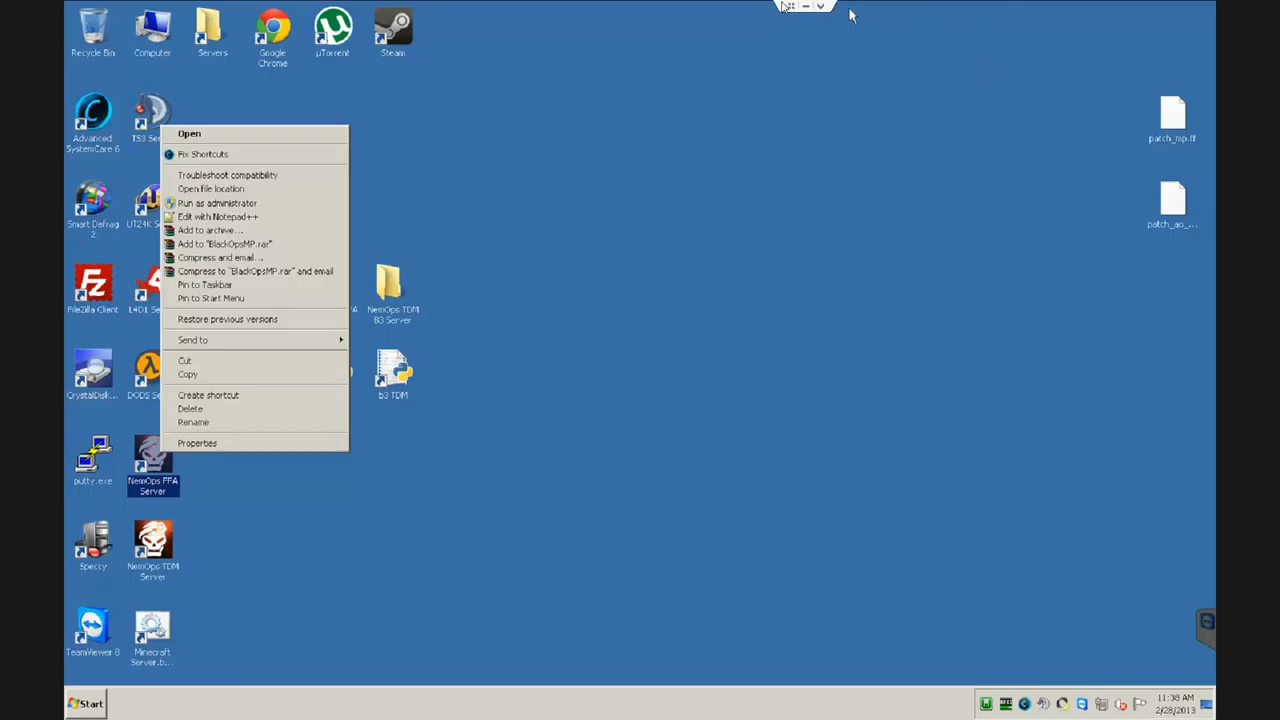 Recycle Bin
Computer
Servers
Google
Chrome
µTorrent
Steam
Advanced
SystemCare 6
TS3 Ser
patch_mp.ff
Open
Fix Shortcuts
Troubleshoot compatibility
Open file location
Run as administrator
Edit with Notepad++
Add to archive...
Add to "BlackOpsMP.rar"
Compress and email...
Compress to "BlackOpsMP.rar" and email
Pin to Taskbar
Pin to Start Menu
Restore previous versions
Send to
Cut
Copy
Create shortcut
Delete
Rename
Properties
Smart Defrag
2
UT24K S
patch_ao_...
FileZilla Client
L4D1 Se
NemOps TDM
B3 Server
CrystalDisk...
DODS Se
b3 TDM
putty.exe
NemOps FFA
Server
Speccy
NemOps TDM
Server
TeamViewer 8
Minecraft
Server.b...
Start
11:38 AM
2/28/2013